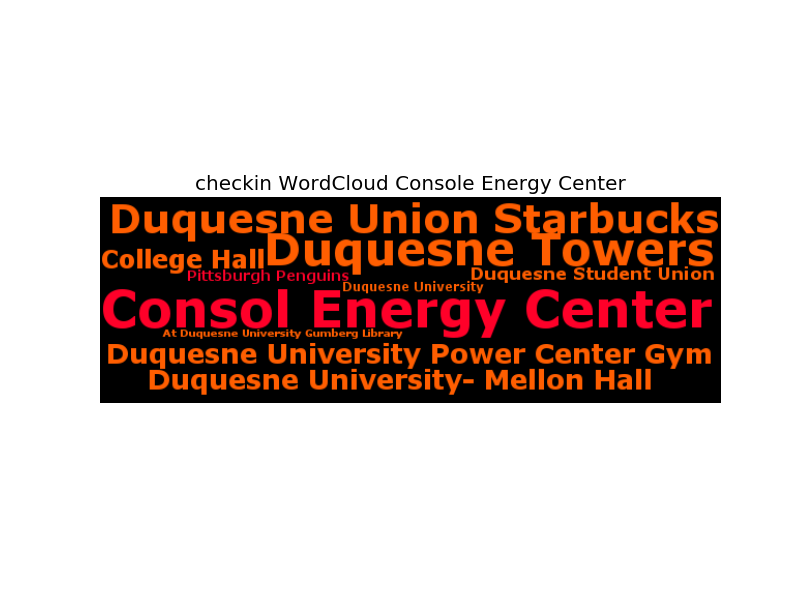 checkin WordCloud Console Energy Center
Duquesne Union Starbucks
College Hall
Duquesne Towers
Pittsburgh Penguins
Duquesne Student Union
Duquesne University
Consol Energy Center
At Duquesne University Gumberg Library
Duquesne University Power Center Gym
Duquesne University- Mellon Hall